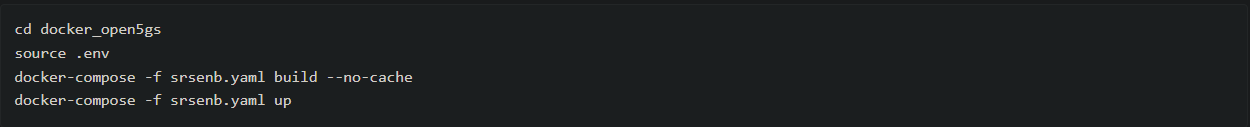 cd docker_open5gs
source .env
docker-compose -f srsenb.yaml build --no-cache
docker-compose -f srsenb.yaml up